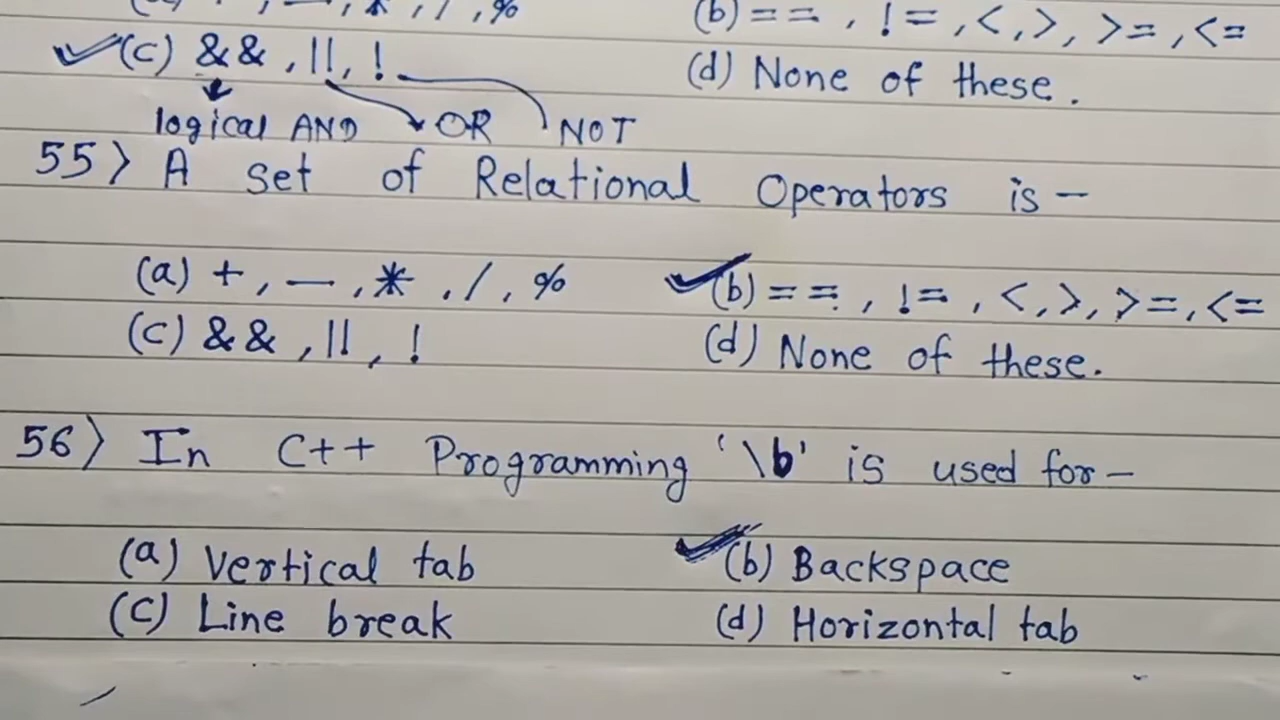 +, —, *, /, % (b) == , != , <, >, >= , <=
(c) && , ||, ! (d) None of these.
logical AND OR NOT
55) A set of Relational Operators is —
(a) +, —, *, /, % (b) == , != , <, >, >=, <=
(c) && , || , ! (d) None of these.
56) In C++ Programming '\b' is used for —
(a) Vertical tab (b) Backspace
(C) Line break (d) Horizontal tab